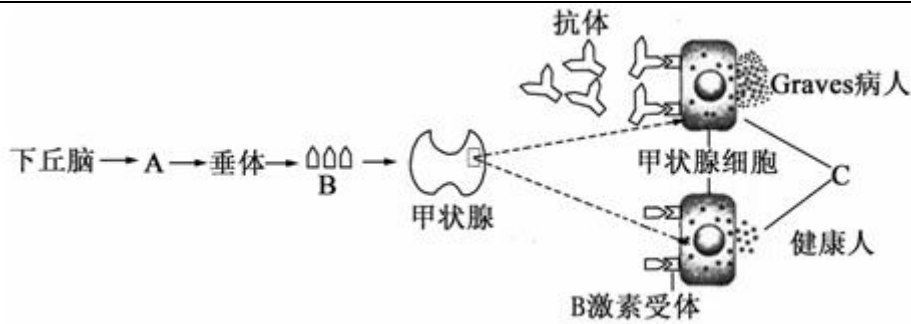 抗体
Graves病人
下丘脑
A
垂体
B
甲状腺
甲状腺细胞
C
健康人
B激素受体